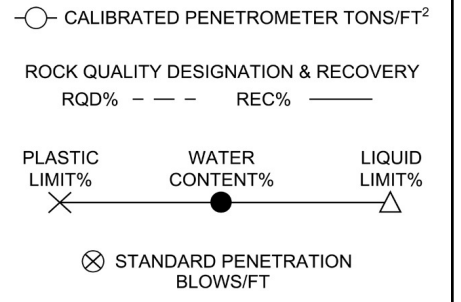 CALIBRATED PENETROMETER TONS/FT²
ROCK QUALITY DESIGNATION & RECOVERY
RQD% REC%
PLASTIC WATER LIQUID
LIMIT% CONTENT% LIMIT%
STANDARD PENETRATION
BLOWS/FT